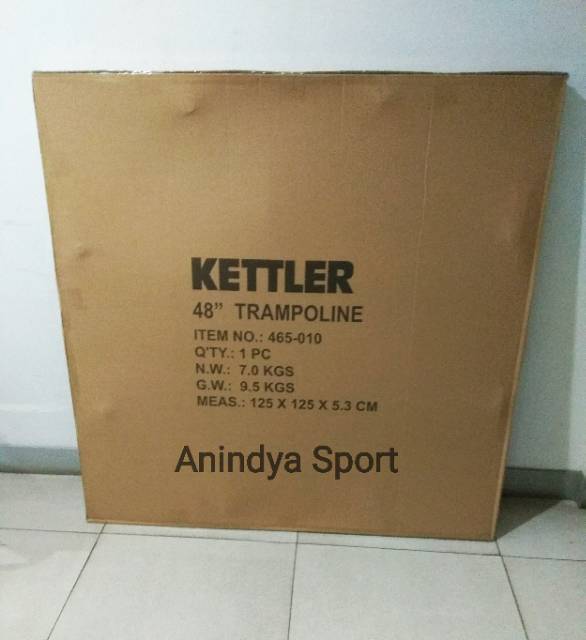 KETTLER
48” TRAMPOLINE
ITEM NO.: 465-010
Q'TY.: 1 PC
N.W.: 7.0 KGS
G.W.: 9.5 KGS
MEAS.: 125 X 125 X 5.3 CM
Anindya Sport